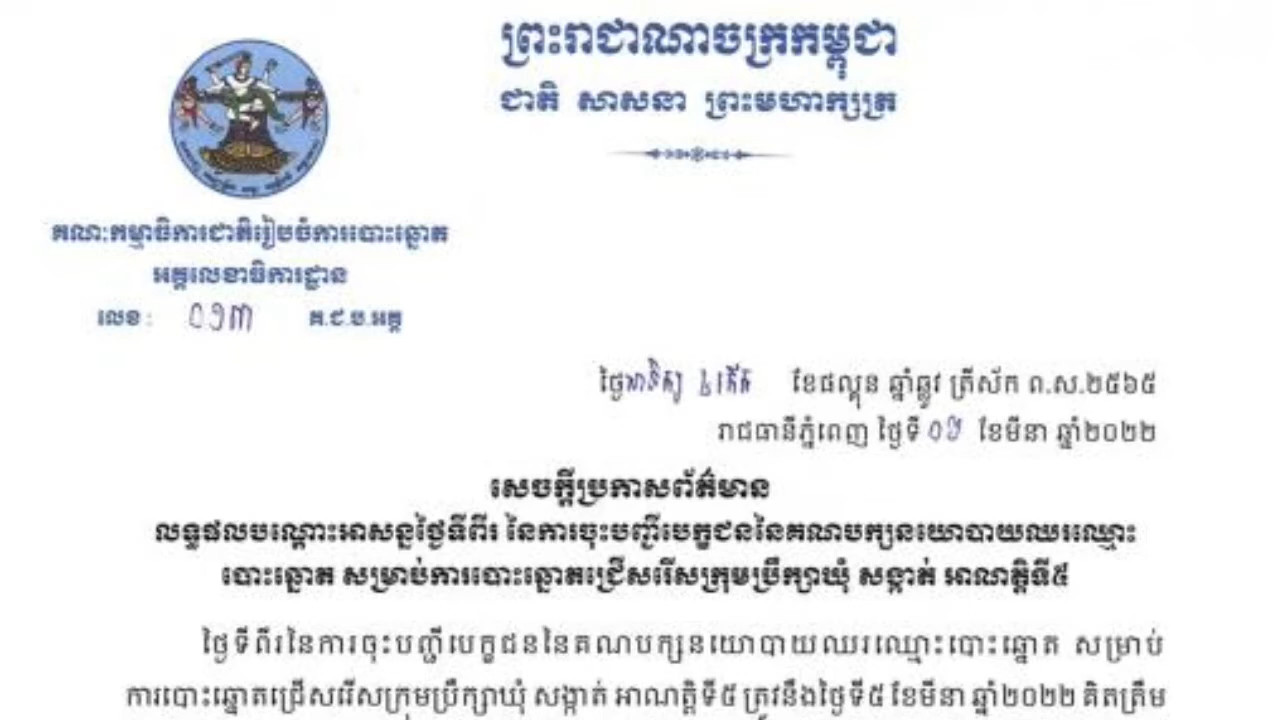 ព្រះរាជាណាចក្រកម្ពុជា
ជាតិ សាសនា ព្រះមហាក្សត្រ
គណៈកម្មាធិការជាតិរៀបចំការបោះឆ្នោត
អគ្គលេខាធិការដ្ឋាន
លេខ : ០១៣ គ.ជ.ប.អគ្គ
ថ្ងៃអាទិត្យ ៤កើត ខែផល្គុន ឆ្នាំឆ្លូវ ត្រីស័ក ព.ស.២៥៦៥
រាជធានីភ្នំពេញ ថ្ងៃទី ០៦ ខែមីនា ឆ្នាំ២០២២
សេចក្តីប្រកាសព័ត៌មាន
លទ្ធផលបណ្តោះអាសន្នថ្ងៃទីពីរ នៃការចុះបញ្ជីបេក្ខជននៃគណបក្សនយោបាយឈរឈ្មោះ
បោះឆ្នោត សម្រាប់ការបោះឆ្នោតជ្រើសរើសក្រុមប្រឹក្សាឃុំ សង្កាត់ អាណត្តិទី៥
ថ្ងៃទីពីរនៃការចុះបញ្ជីបេក្ខជននៃគណបក្សនយោបាយឈរឈ្មោះបោះឆ្នោត សម្រាប់
ការបោះឆ្នោតជ្រើសរើសក្រុមប្រឹក្សាឃុំ សង្កាត់ អាណត្តិទី៥ ត្រូវនឹងថ្ងៃទី៥ ខែមីនា ឆ្នាំ២០២២ គិតត្រឹម